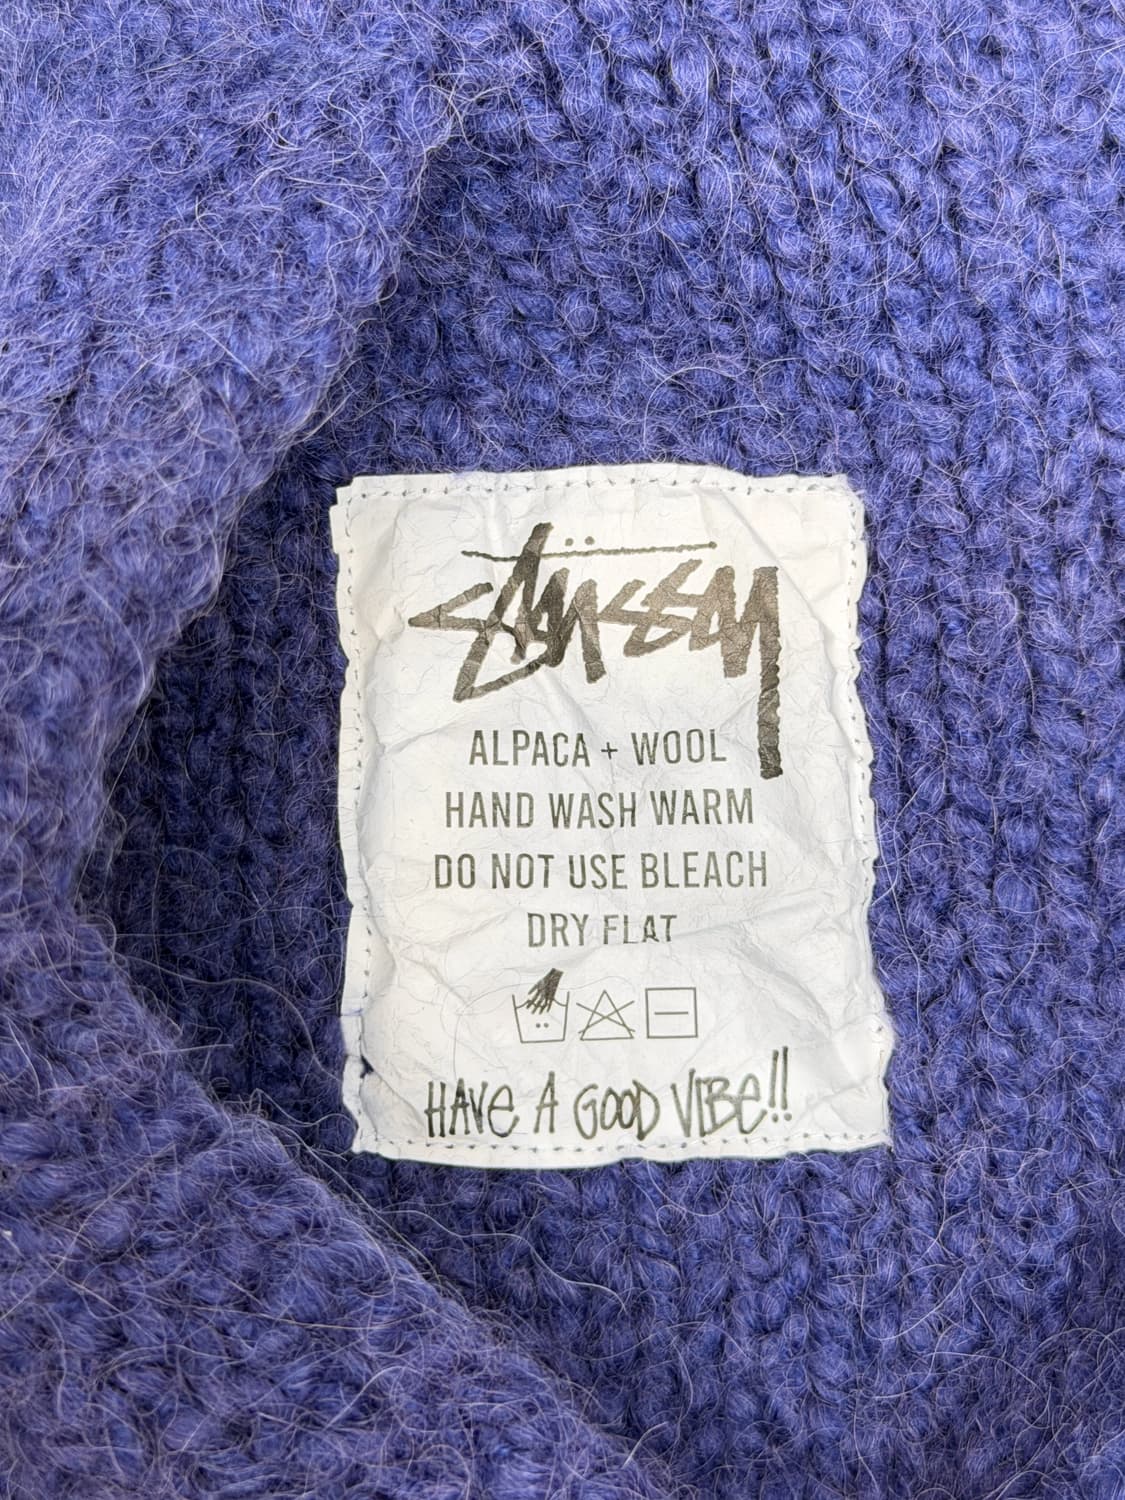 Stüssy
ALPACA + WOOL
HAND WASH WARM
DO NOT USE BLEACH
DRY FLAT
HAVE A GOOD VIBE!!